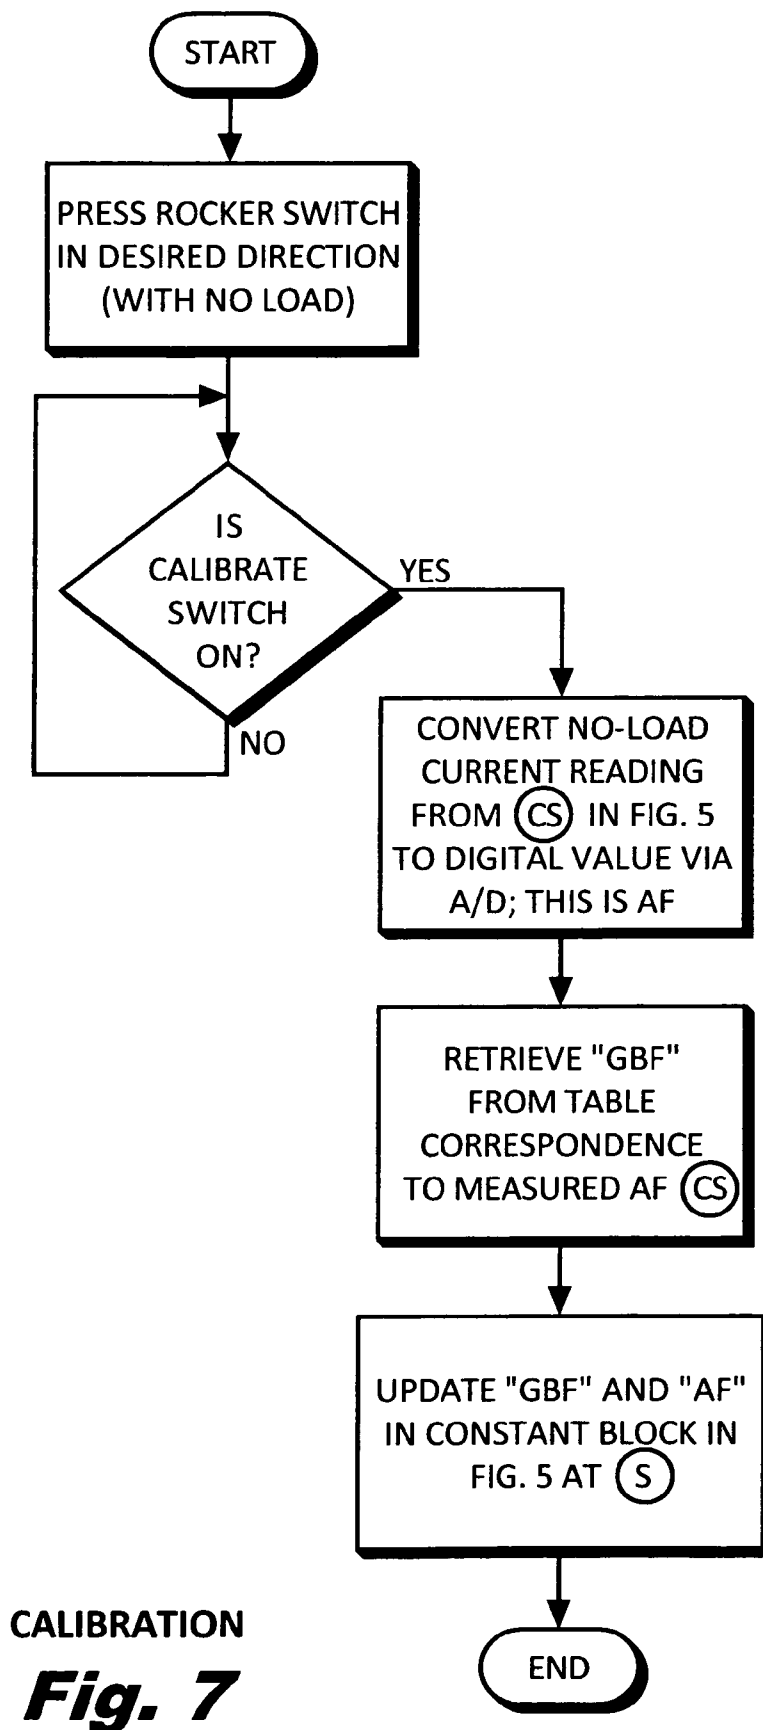 START
PRESS ROCKER SWITCH
IN DESIRED DIRECTION
(WITH NO LOAD)
IS
CALIBRATE
SWITCH
ON?
YES
NO
CONVERT NO-LOAD
CURRENT READING
FROM CS IN FIG. 5
TO DIGITAL VALUE VIA
A/D; THIS IS AF
RETRIEVE "GBF"
FROM TABLE
CORRESPONDENCE
TO MEASURED AF CS
UPDATE "GBF" AND "AF"
IN CONSTANT BLOCK IN
FIG. 5 AT S
END
CALIBRATION
Fig. 7